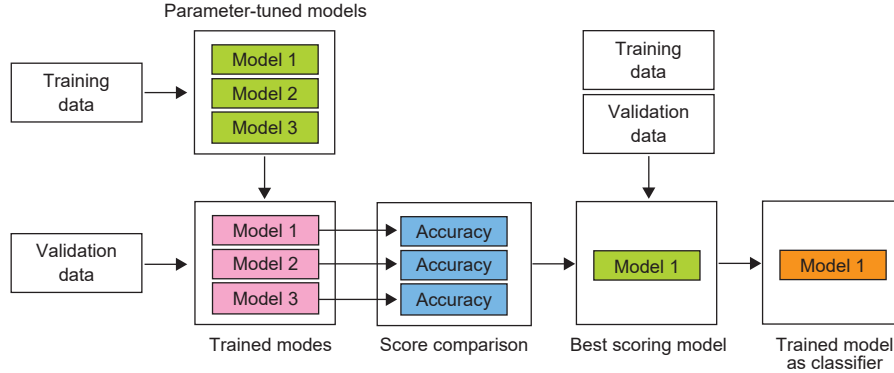 Parameter-tuned models
Training
data
Model 1
Model 2
Model 3
Training
data
Validation
data
Validation
data
Model 1
Model 2
Model 3
Accuracy
Accuracy
Accuracy
Model 1
Model 1
Trained modes
Score comparison
Best scoring model
Trained model
as classifier